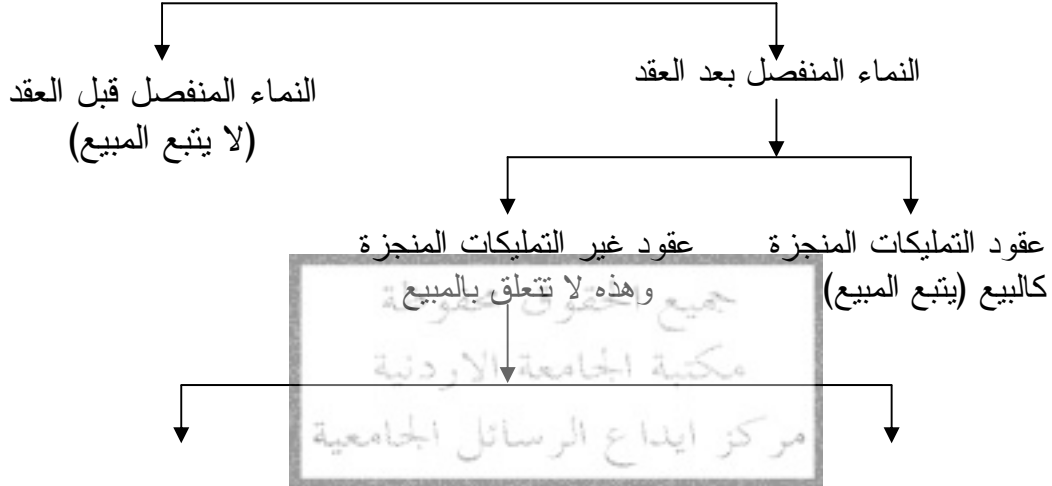 النماء المنفصل بعد العقد
النماء المنفصل قبل العقد
(لا يتبع المبيع)
عقود التمليكات المنجزة
كالبيع (يتبع المبيع)
عقود غير التمليكات المنجزة
وهذه لا تتعلق بالمبيع
جميع الحقوق محفوظة
مكتبة الجامعة الاردنية
مركز ايداع الرسائل الجامعية